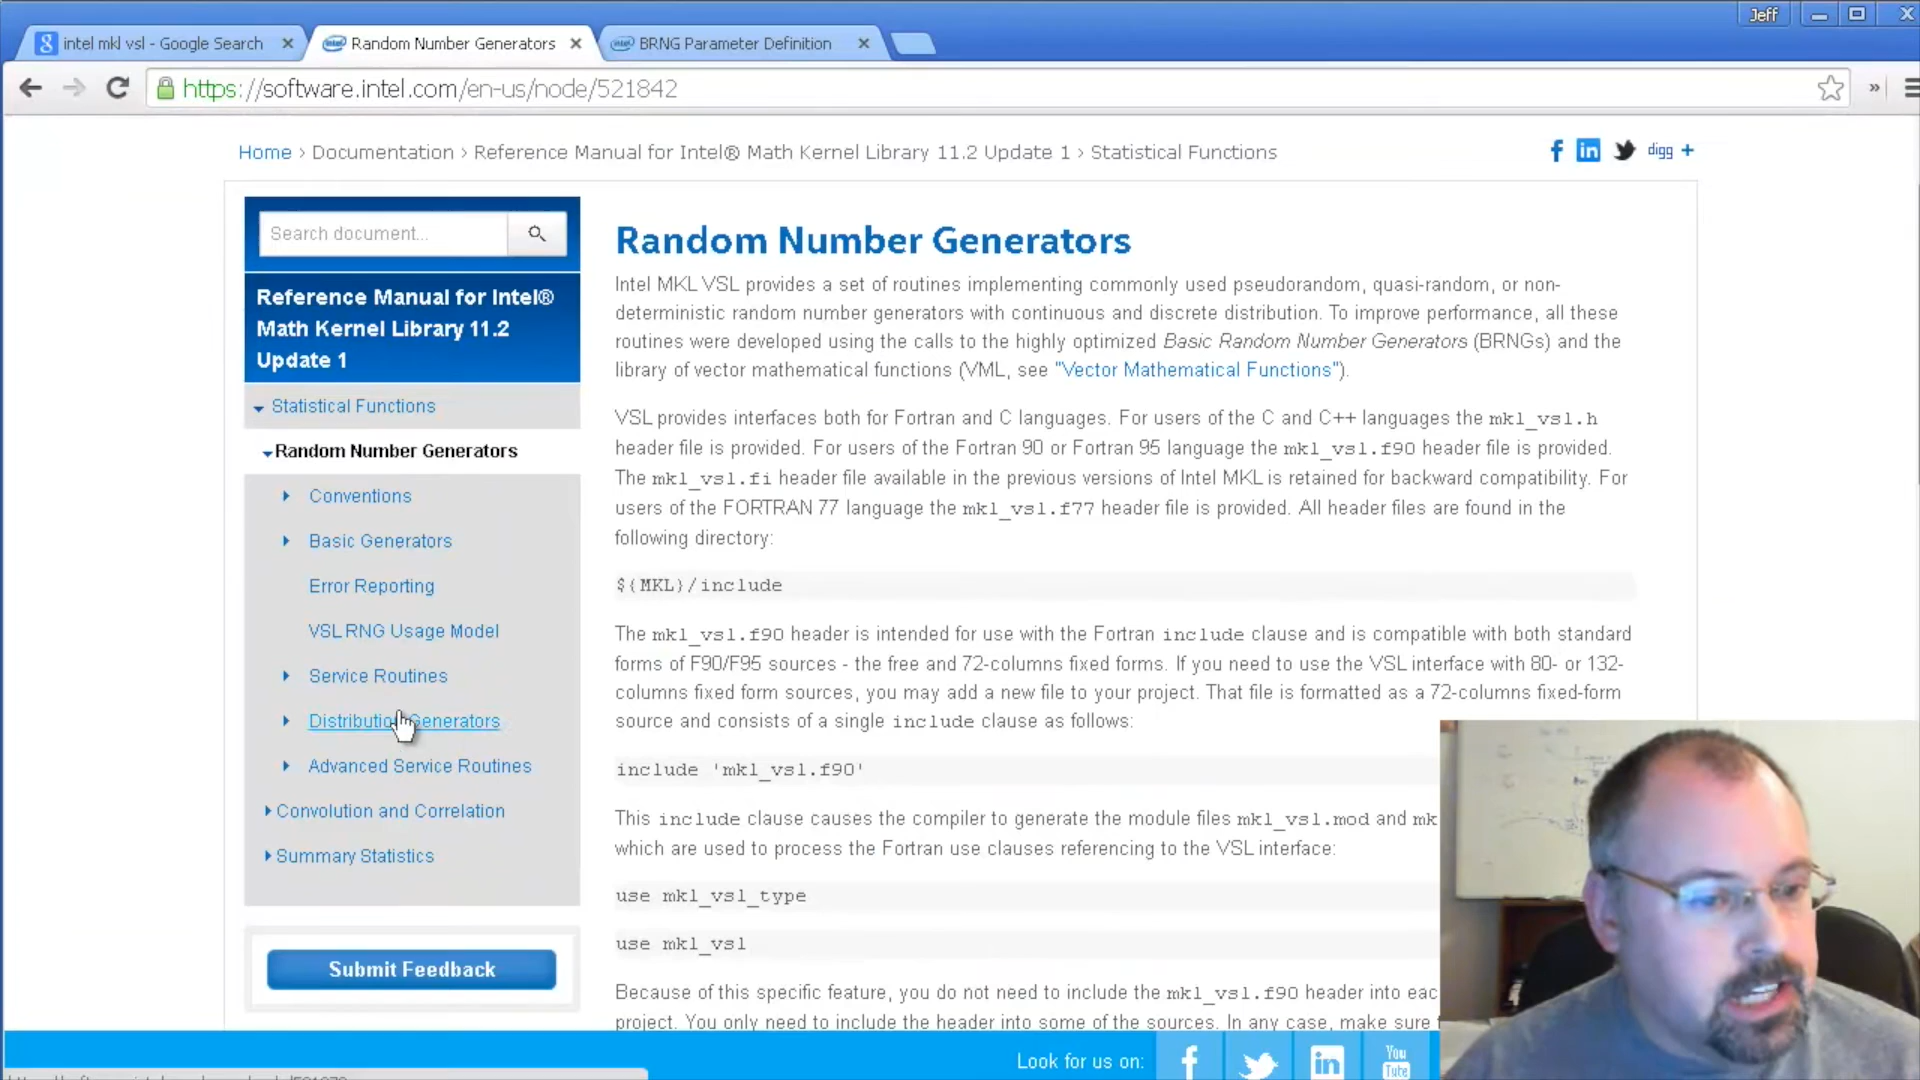 Jeff
intel mkl vsl - Google Search
Random Number Generators
BRNG Parameter Definition
https://software.intel.com/en-us/node/521842
Home › Documentation › Reference Manual for Intel® Math Kernel Library 11.2 Update 1 › Statistical Functions
digg +
Search document...
Reference Manual for Intel®
Math Kernel Library 11.2
Update 1
Statistical Functions
Random Number Generators
Conventions
Basic Generators
Error Reporting
VSL RNG Usage Model
Service Routines
Distribution Generators
Advanced Service Routines
Convolution and Correlation
Summary Statistics
Submit Feedback
Random Number Generators
Intel MKL VSL provides a set of routines implementing commonly used pseudorandom, quasi-random, or non-
deterministic random number generators with continuous and discrete distribution. To improve performance, all these
routines were developed using the calls to the highly optimized Basic Random Number Generators (BRNGs) and the
library of vector mathematical functions (VML, see "Vector Mathematical Functions").
VSL provides interfaces both for Fortran and C languages. For users of the C and C++ languages the mkl_vsl.h
header file is provided. For users of the Fortran 90 or Fortran 95 language the mkl_vsl.f90 header file is provided.
The mkl_vsl.fi header file available in the previous versions of Intel MKL is retained for backward compatibility. For
users of the FORTRAN 77 language the mkl_vsl.f77 header file is provided. All header files are found in the
following directory:
${MKL}/include
The mkl_vsl.f90 header is intended for use with the Fortran include clause and is compatible with both standard
forms of F90/F95 sources - the free and 72-columns fixed forms. If you need to use the VSL interface with 80- or 132-
columns fixed form sources, you may add a new file to your project. That file is formatted as a 72-columns fixed-form
source and consists of a single include clause as follows:
include 'mkl_vsl.f90'
This include clause causes the compiler to generate the module files mkl_vsl.mod and mk
which are used to process the Fortran use clauses referencing to the VSL interface:
use mkl_vsl_type
use mkl_vsl
Because of this specific feature, you do not need to include the mkl_vsl.f90 header into eac
project. You only need to include the header into some of the sources. In any case, make sure t
Look for us on:
You
Tube